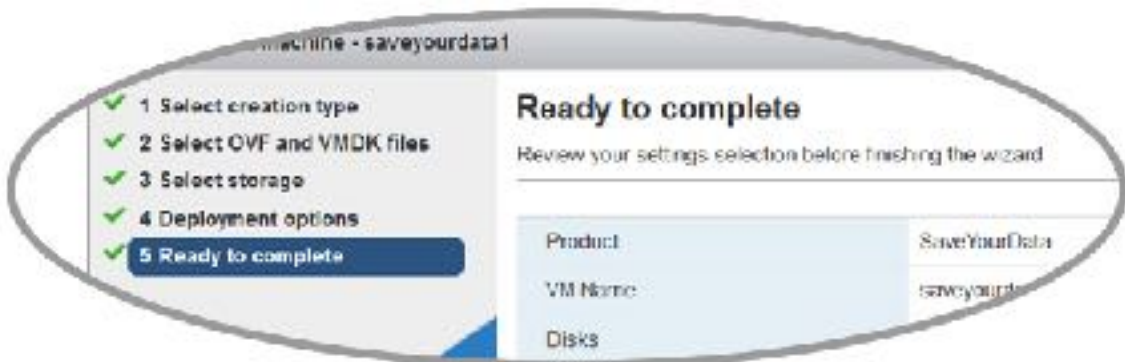 machine - saveyourdata1
1 Select creation type
2 Select OVF and VMDK files
3 Select storage
4 Deployment options
5 Ready to complete
Ready to complete
Review your settings selection before finishing the wizard
Product SaveYourData
VM Name saveyourd
Disks